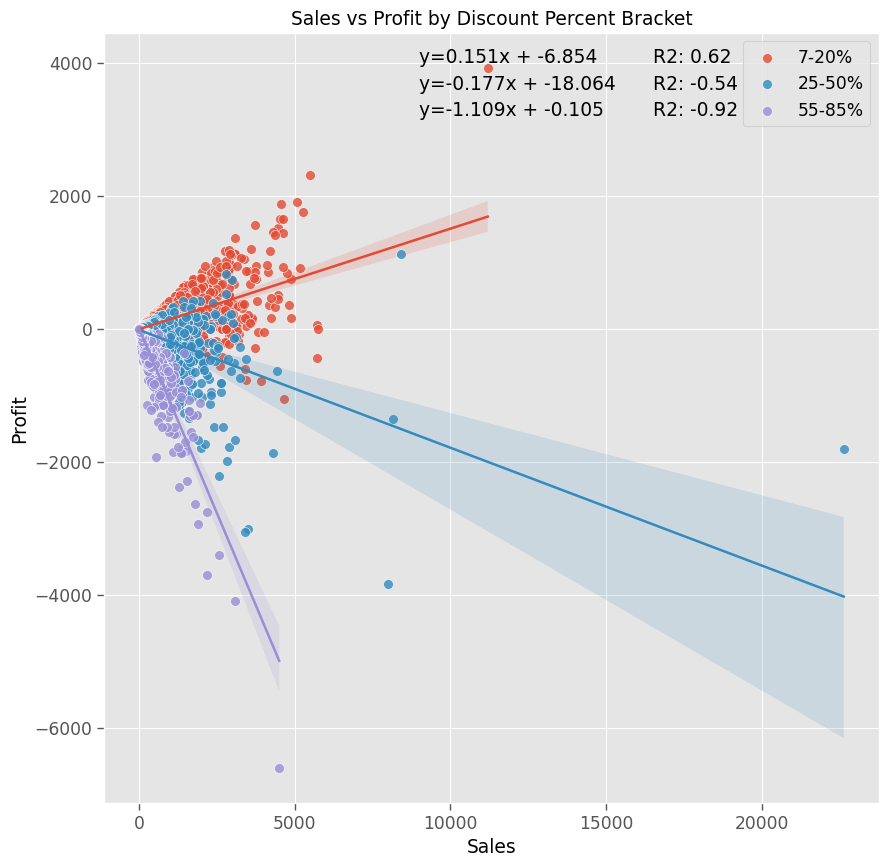 Sales vs Profit by Discount Percent Bracket
y=0.151x + -6.854 R2: 0.62 7-20%
y=-0.177x + -18.064 R2: -0.54 25-50%
y=-1.109x + -0.105 R2: -0.92 55-85%
4000
2000
0
−2000
−4000
−6000
Profit
0 5000 10000 15000 20000
Sales